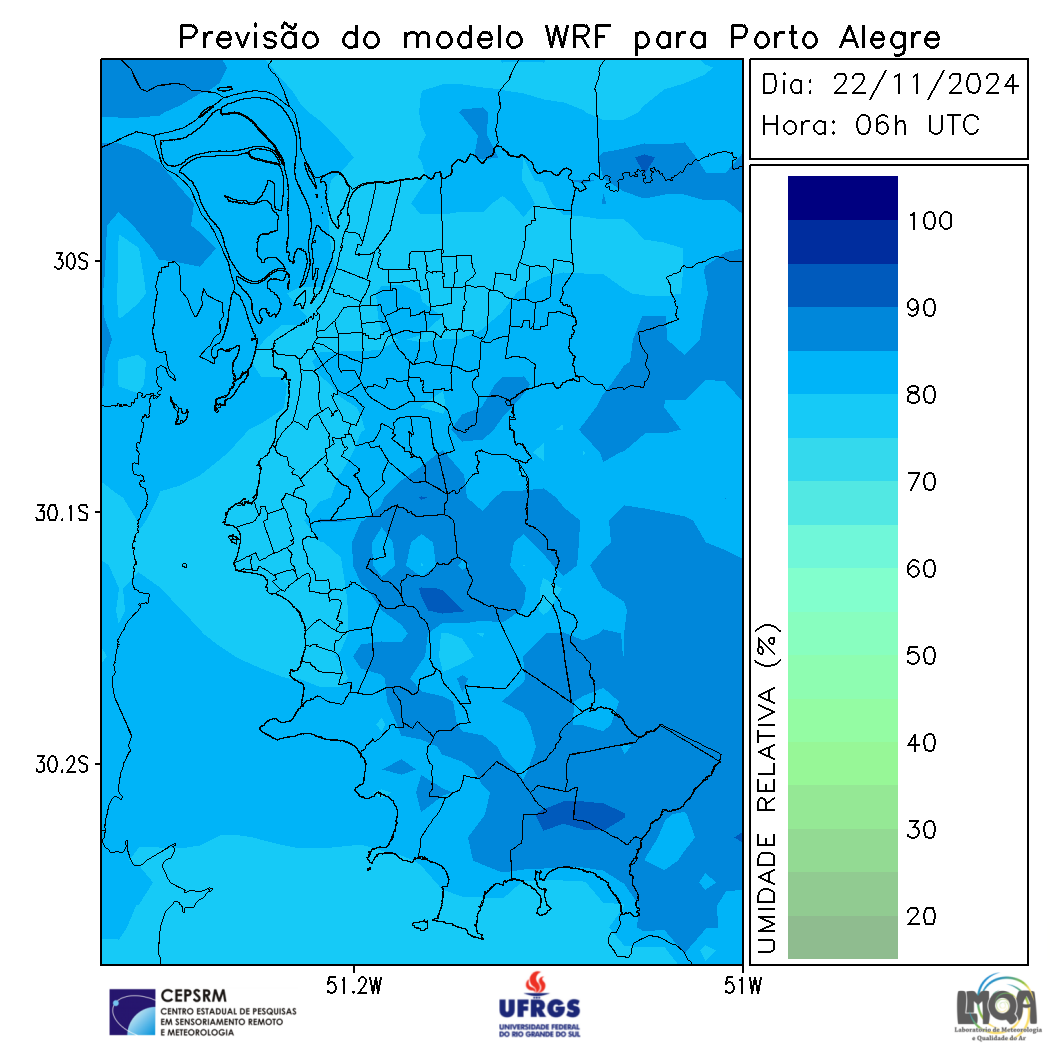 Previsão do modelo WRF para Porto Alegre
Dia: 22/11/2024
Hora: 06h UTC
100
90
80
70
60
50
40
30
20
UMIDADE RELATIVA (%)
30S
30.1S
30.2S
51.2W
51W
CEPSRM
CENTRO ESTADUAL DE PESQUISAS
EM SENSORIAMENTO REMOTO
E METEOROLOGIA
UFRGS
UNIVERSIDADE FEDERAL
DO RIO GRANDE DO SUL
LMQA
Laboratório de Meteorologia
e Qualidade do Ar